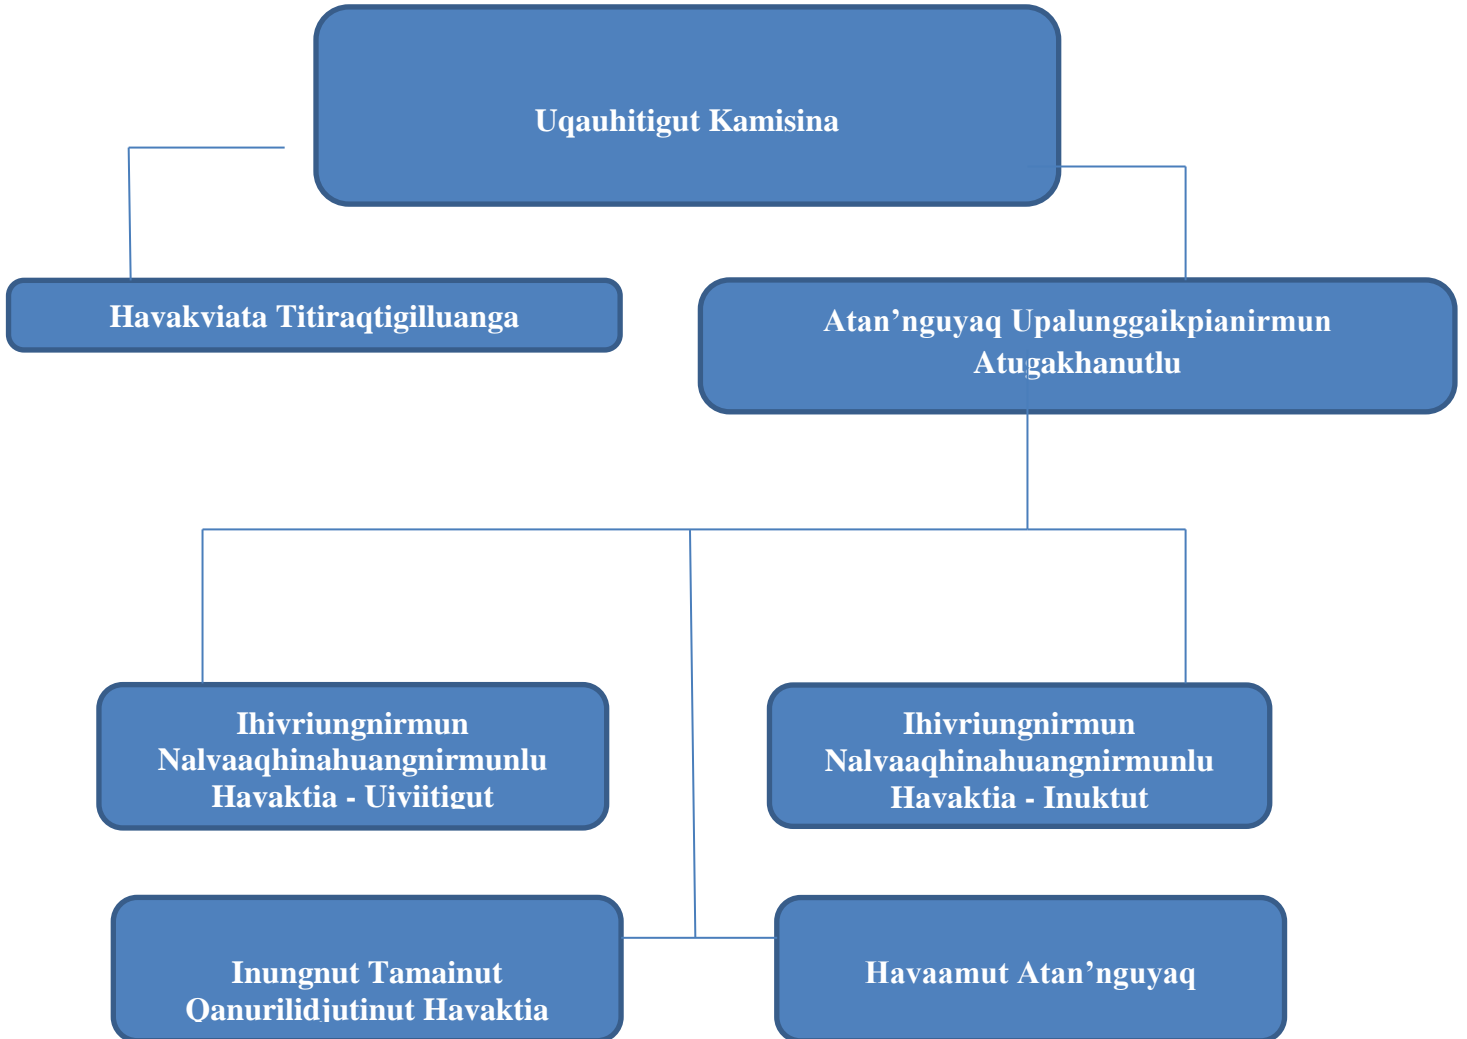 Uqauhitigut Kamisina
Havakviata Titiraqtigilluanga
Atan’nguyaq Upalunggaikpianirmun
Atugakhanutlu
Ihivriungnirmun
Nalvaaqhinahuangnirmunlu
Havaktia - Uiviitigut
Ihivriungnirmun
Nalvaaqhinahuangnirmunlu
Havaktia - Inuktut
Inungnut Tamainut
Qanurilidjutinut Havaktia
Havaamut Atan’nguyaq